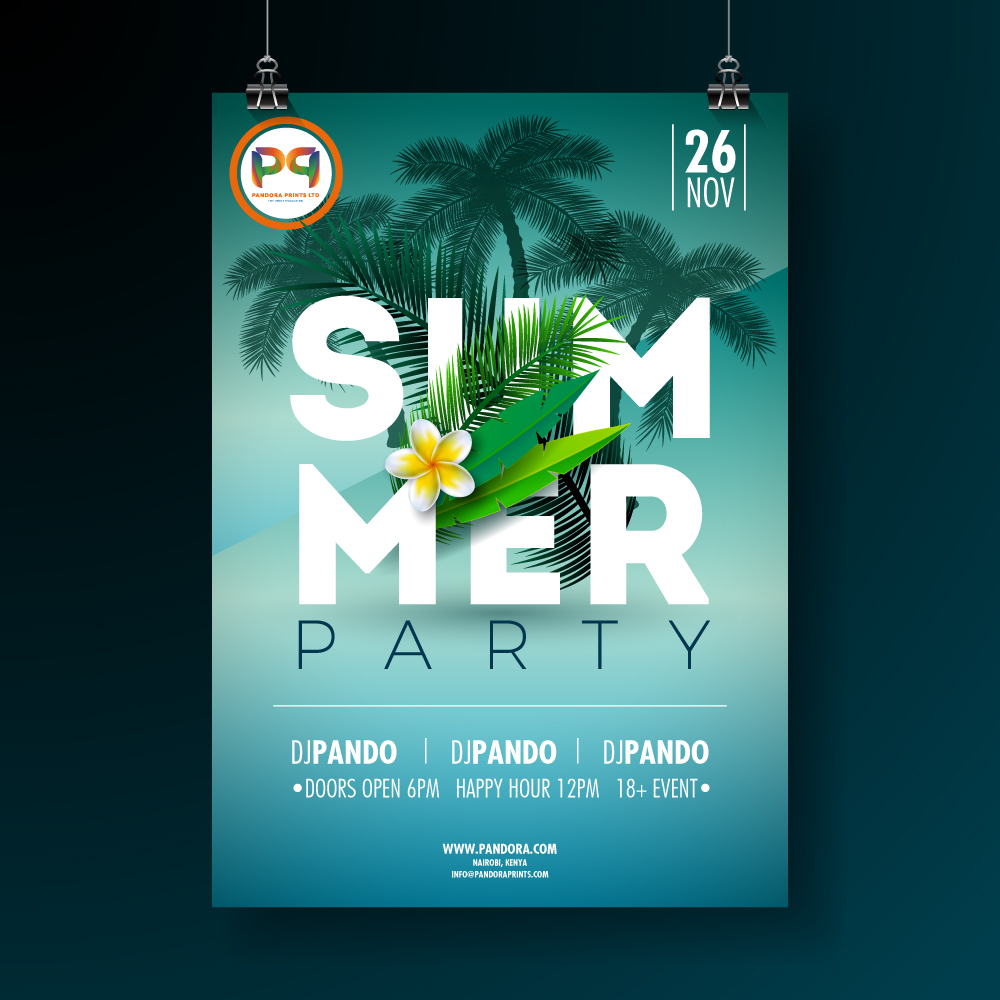 PP
PANDORA PRINTS LTD
26
NOV
SUM
MER
PARTY
DJPANDO | DJPANDO | DJPANDO
•DOORS OPEN 6PM HAPPY HOUR 12PM 18+ EVENT•
WWW.PANDORA.COM
NAIROBI, KENYA
INFO@PANDORAPRINTS.COM